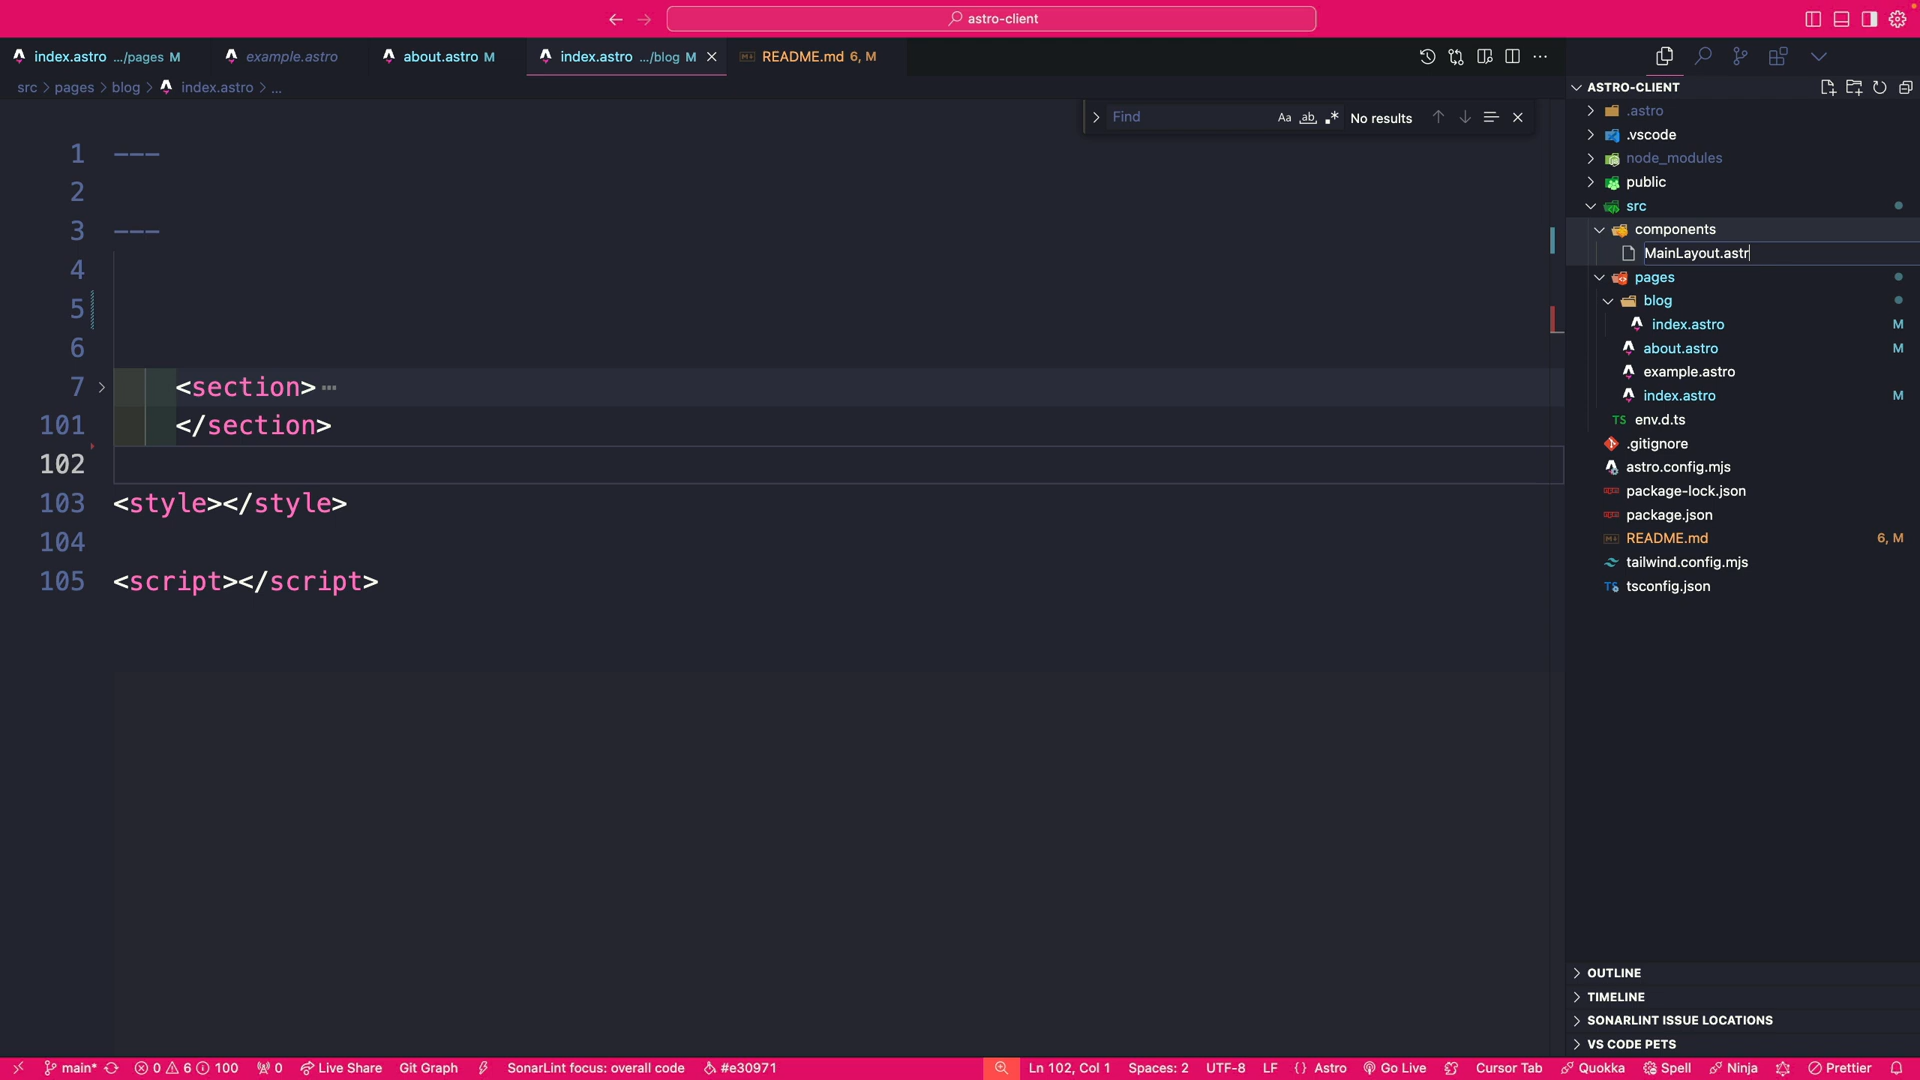 astro-client
index.astro .../pages M
example.astro
about.astro M
index.astro .../blog M
README.md 6, M
src > pages > blog > index.astro > ...
Find
Aa ab No results
1 ---
2
3 ---
4
5
6
7 <section> ...
101 </section>
102
103 <style></style>
104
105 <script></script>
ASTRO-CLIENT
.astro
.vscode
node_modules
public
src
components
MainLayout.astr
pages
blog
index.astro M
about.astro M
example.astro
index.astro M
TS env.d.ts
.gitignore
astro.config.mjs
package-lock.json
package.json
README.md 6, M
tailwind.config.mjs
tsconfig.json
OUTLINE
TIMELINE
SONARLINT ISSUE LOCATIONS
VS CODE PETS
main* 0 6 100 0 Live Share Git Graph SonarLint focus: overall code #e30971 Ln 102, Col 1 Spaces: 2 UTF-8 LF {} Astro Go Live Cursor Tab Quokka Spell Ninja Prettier